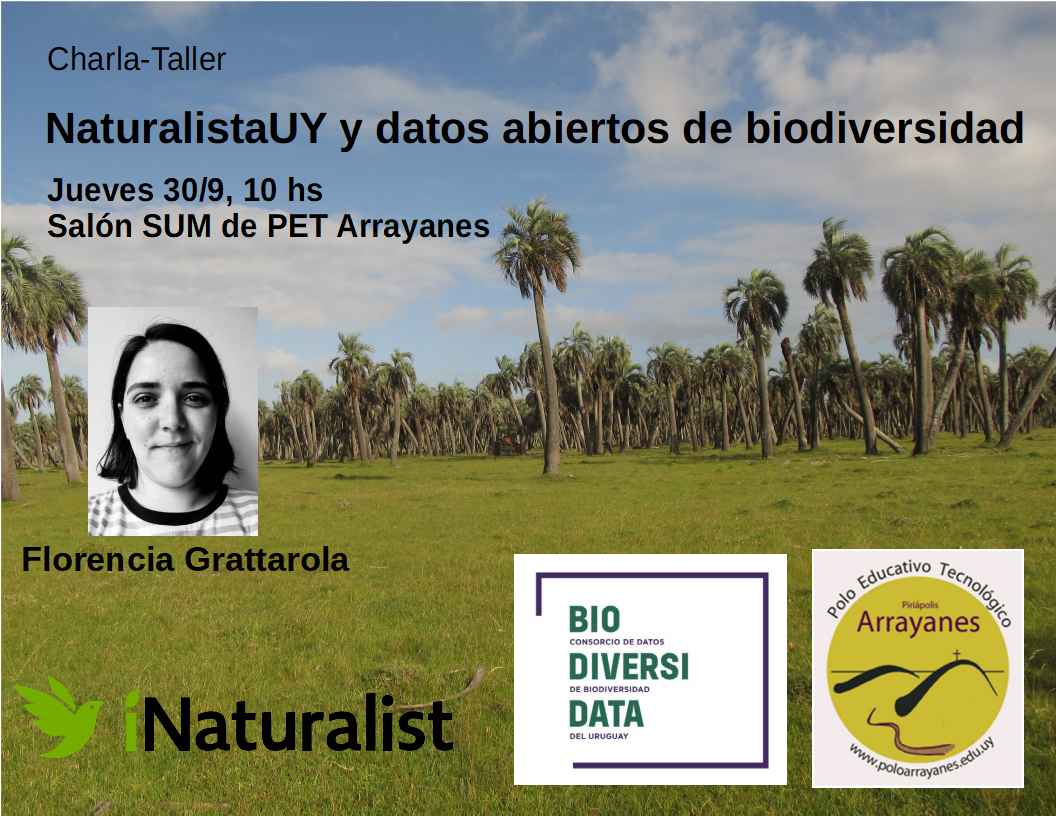 Charla-Taller
NaturalistaUY y datos abiertos de biodiversidad
Jueves 30/9, 10 hs
Salón SUM de PET Arrayanes
Florencia Grattarola
iNaturalist
BIO
CONSORCIO DE DATOS
DIVERSI
DE BIODIVERSIDAD
DATA
DEL URUGUAY
Polo Educativo Tecnológico
Piriápolis
Arrayanes
www.poloarrayanes.edu.uy